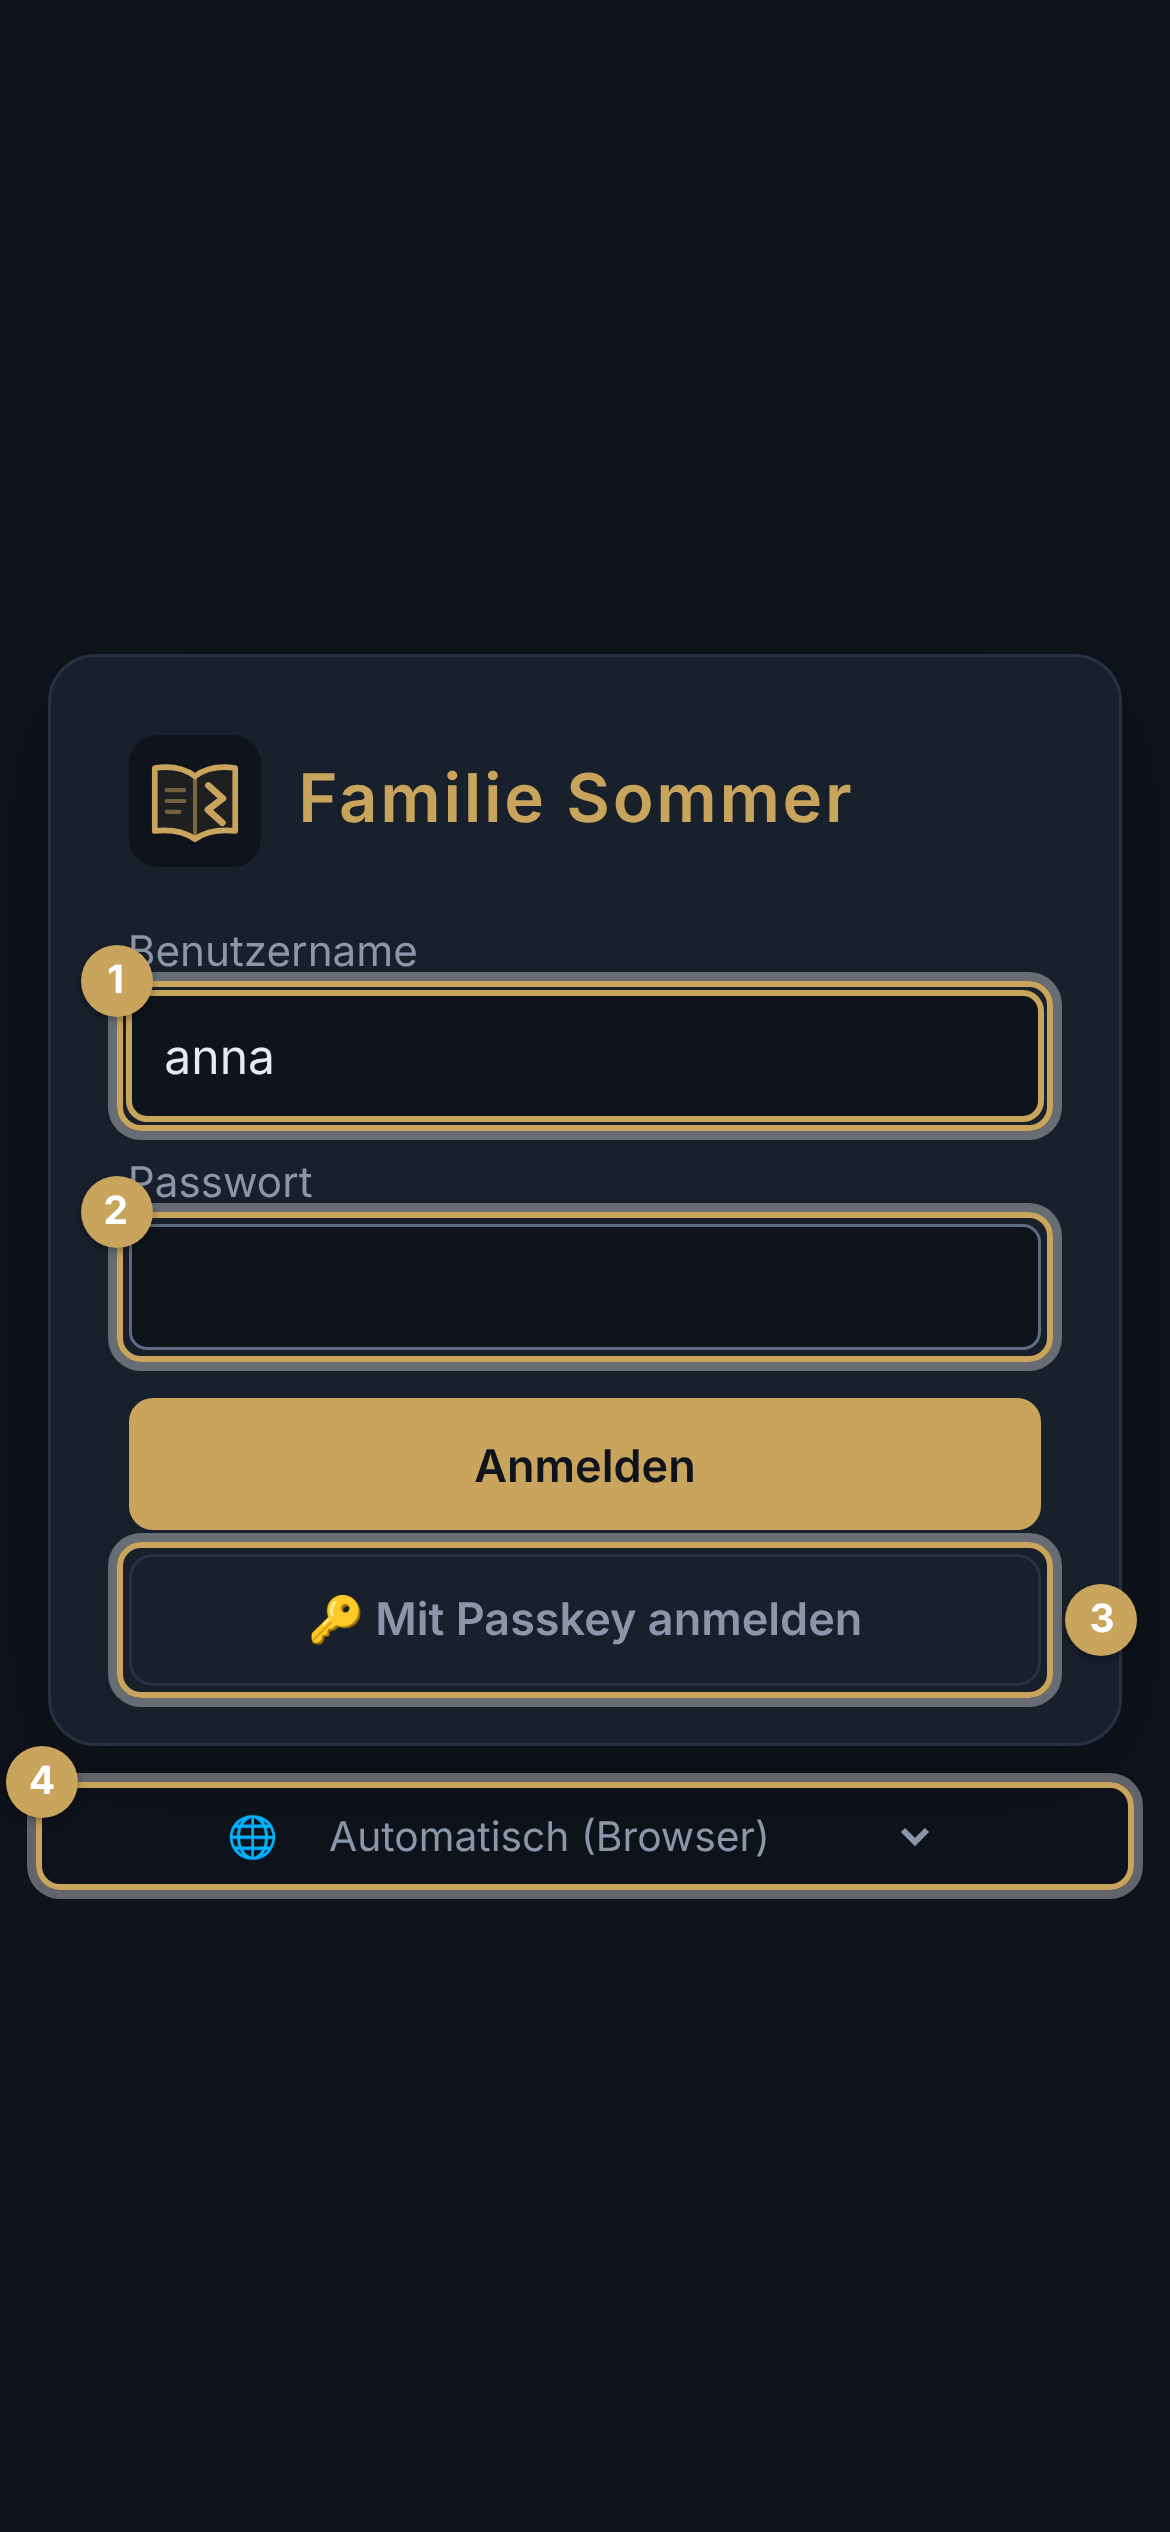 Familie Sommer
Benutzername
1
anna
Passwort
2
Anmelden
🔑 Mit Passkey anmelden
3
4
🌐 Automatisch (Browser)